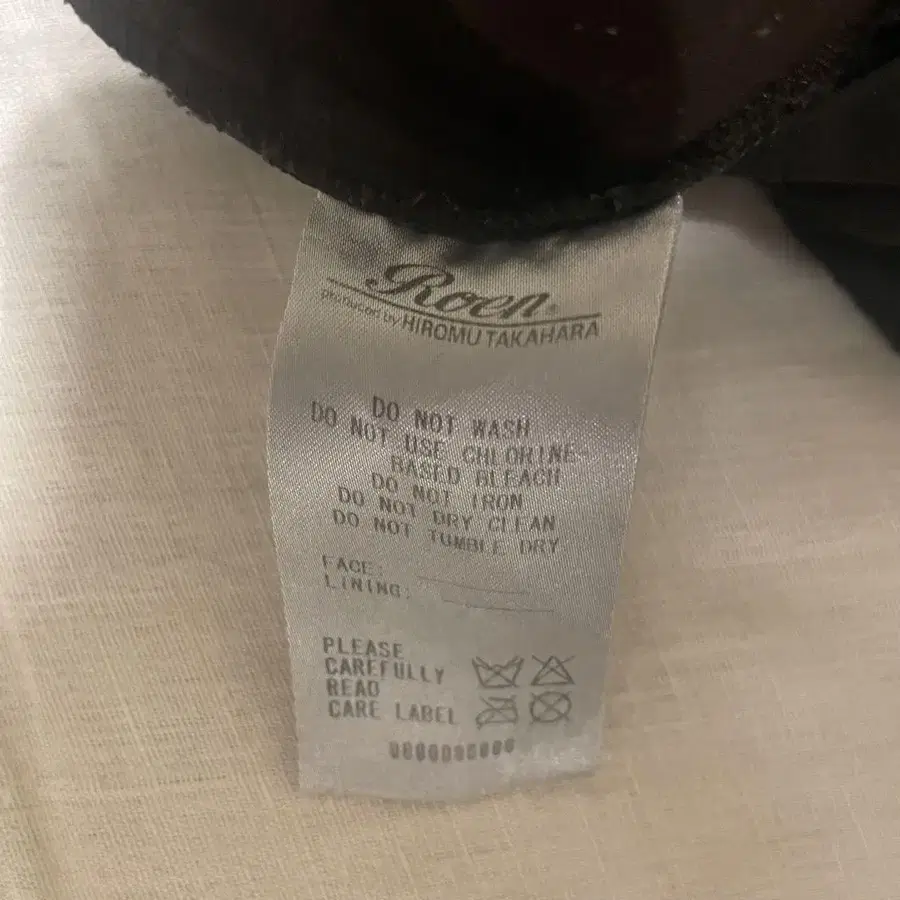 Roen®
produced by HIROMU TAKAHARA
DO NOT WASH
DO NOT USE CHLORINE-
BASED BLEACH
DO NOT IRON
DO NOT DRY CLEAN
DO NOT TUMBLE DRY
FACE:
LINING:
PLEASE
CAREFULLY
READ
CARE LABEL